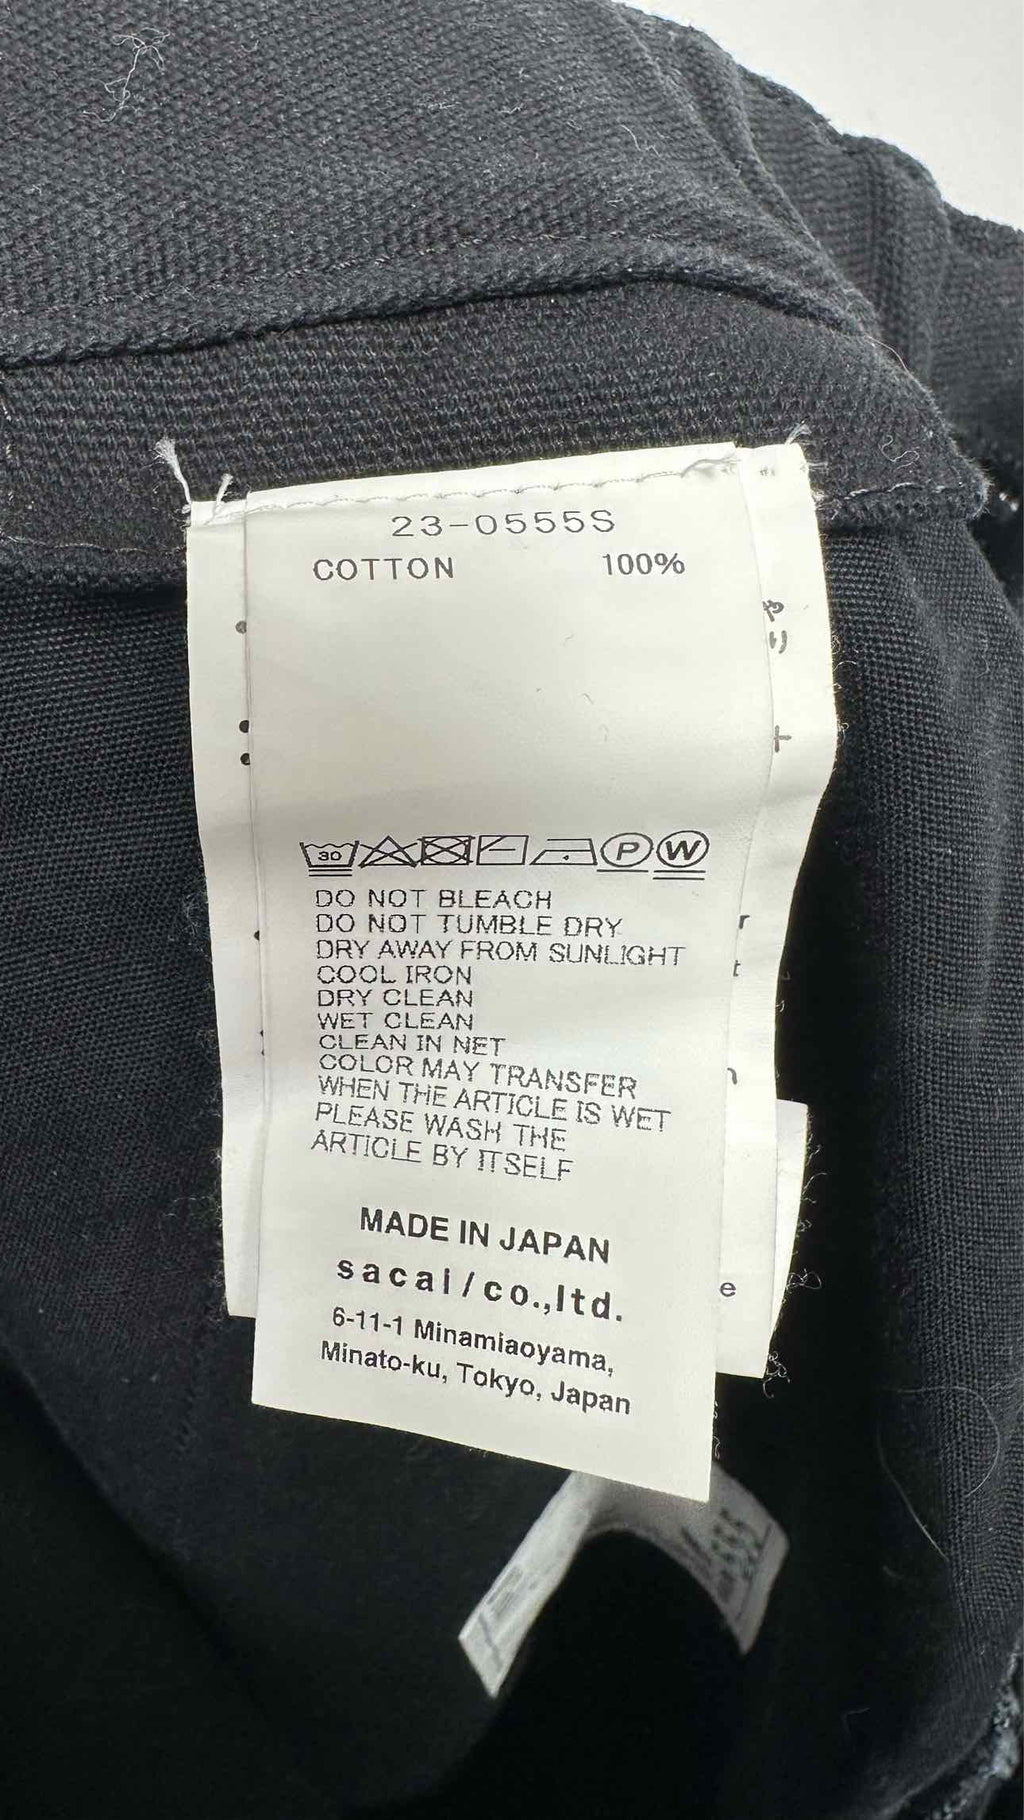 23-0555S
COTTON 100%
30
P W
DO NOT BLEACH
DO NOT TUMBLE DRY
DRY AWAY FROM SUNLIGHT
COOL IRON
DRY CLEAN
WET CLEAN
CLEAN IN NET
COLOR MAY TRANSFER
WHEN THE ARTICLE IS WET
PLEASE WASH THE
ARTICLE BY ITSELF
MADE IN JAPAN
sacai/co.,ltd.
6-11-1 Minamiaoyama,
Minato-ku, Tokyo, Japan